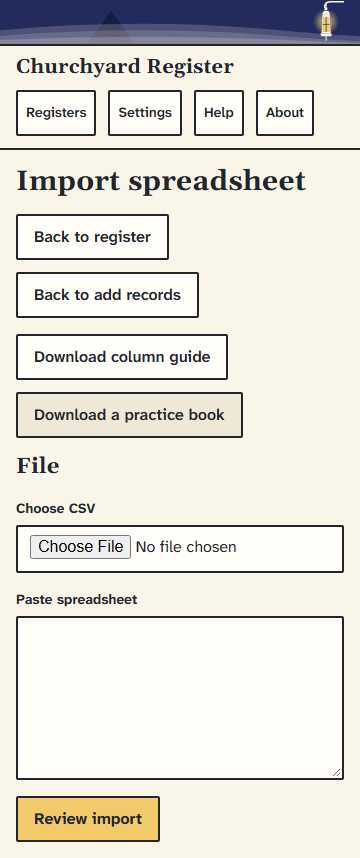 Churchyard Register
Registers Settings Help About
Import spreadsheet
Back to register
Back to add records
Download column guide
Download a practice book
File
Choose CSV
Choose File No file chosen
Paste spreadsheet
Review import